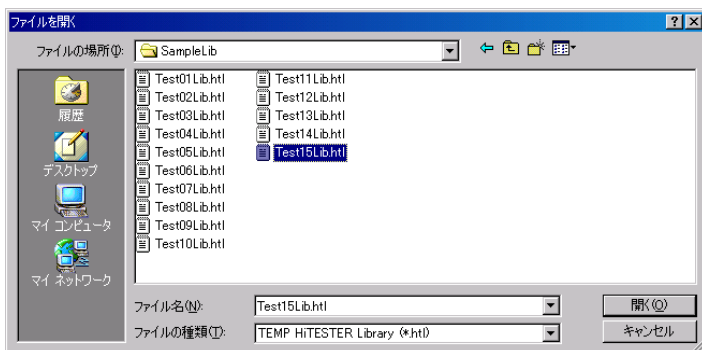 ファイルを開く
ファイルの場所(I):
SampleLib
履歴
デスクトップ
マイ コンピュータ
マイ ネットワーク
Test01Lib.htl
Test02Lib.htl
Test03Lib.htl
Test04Lib.htl
Test05Lib.htl
Test06Lib.htl
Test07Lib.htl
Test08Lib.htl
Test09Lib.htl
Test10Lib.htl
Test11Lib.htl
Test12Lib.htl
Test13Lib.htl
Test14Lib.htl
Test15Lib.htl
ファイル名(N): Test15Lib.htl 開く(O)
ファイルの種類(T): TEMP HiTESTER Library (*.htl) キャンセル